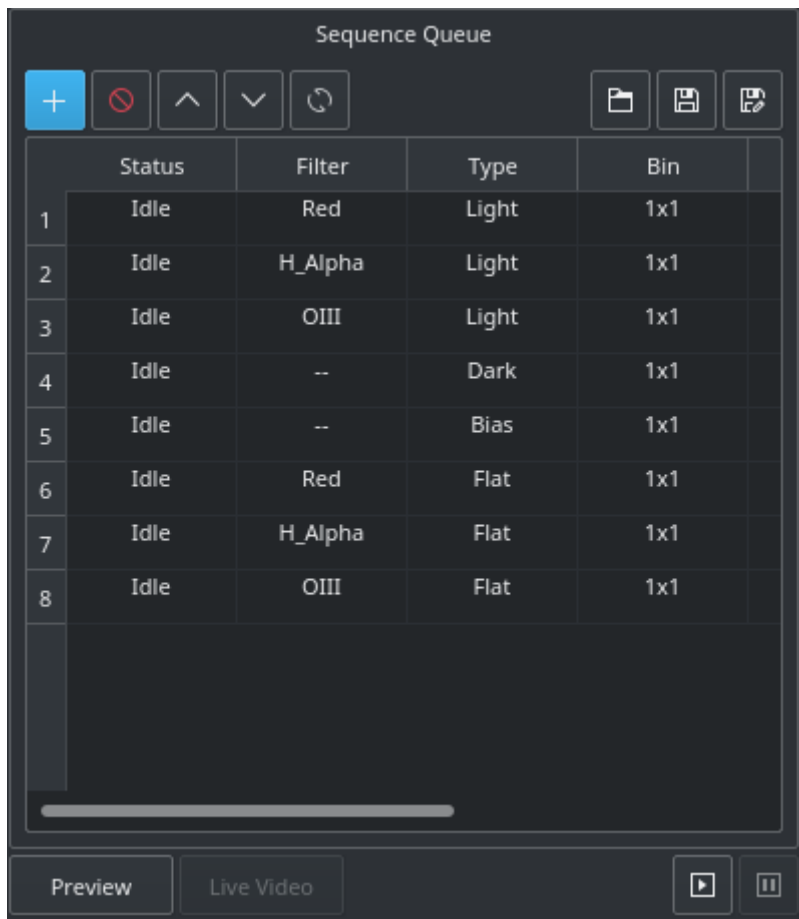 Sequence Queue
Status Filter Type Bin
1 Idle Red Light 1x1
2 Idle H_Alpha Light 1x1
3 Idle OIII Light 1x1
4 Idle -- Dark 1x1
5 Idle -- Bias 1x1
6 Idle Red Flat 1x1
7 Idle H_Alpha Flat 1x1
8 Idle OIII Flat 1x1
Preview Live Video